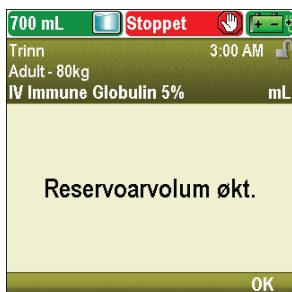 700 mL Stoppet
Trinn 3:00 AM
Adult - 80kg
IV Immune Globulin 5% mL
Reservoarvolum økt.
OK